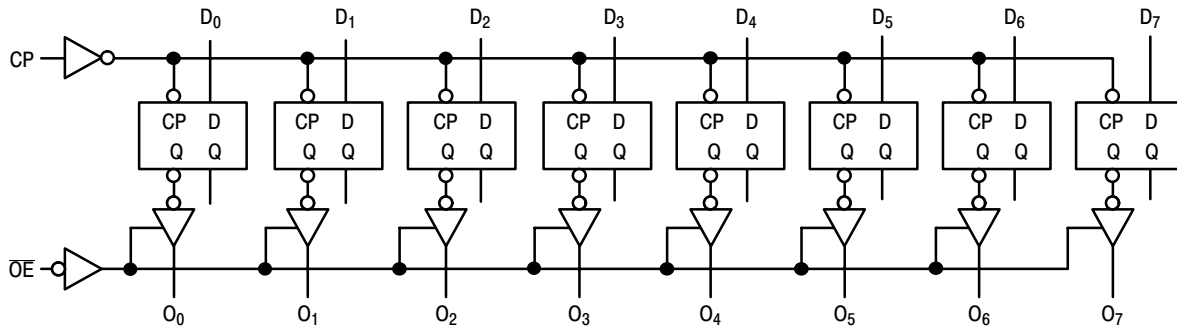 D₀ D₁ D₂ D₃ D₄ D₅ D₆ D₇
CP
CP D CP D CP D CP D CP D CP D CP D CP D
Q Q Q Q Q Q Q Q Q Q Q Q Q Q Q Q
O̅E̅
O₀ O₁ O₂ O₃ O₄ O₅ O₆ O₇